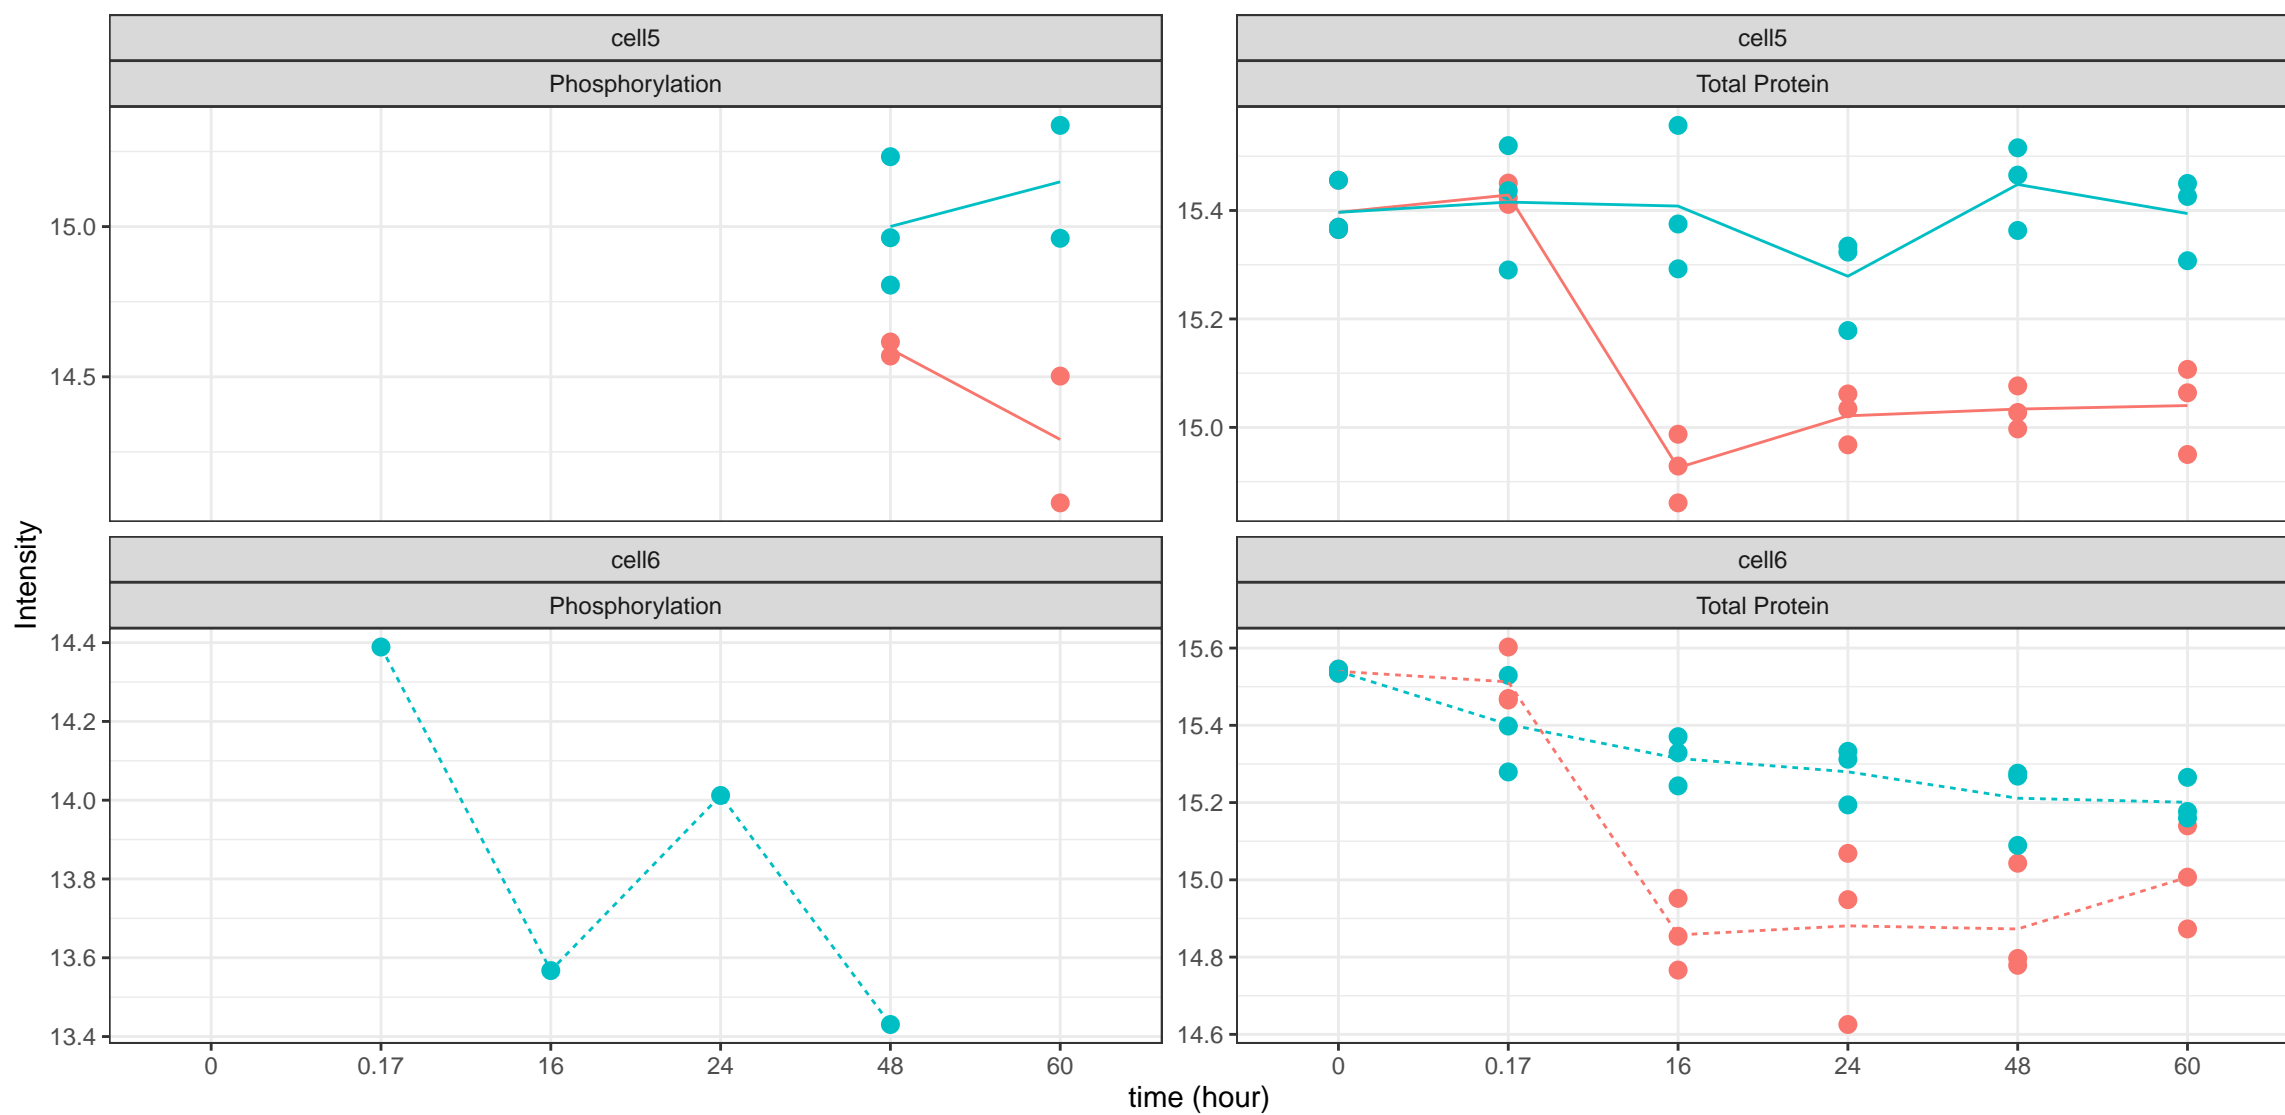 cell5
Phosphorylation
cell5
Total Protein
15.0
14.5
15.4
15.2
15.0
Intensity
cell6
Phosphorylation
cell6
Total Protein
14.4
14.2
14.0
13.8
13.6
13.4
15.6
15.4
15.2
15.0
14.8
14.6
0 0.17 16 24 48 60
0 0.17 16 24 48 60
time (hour)